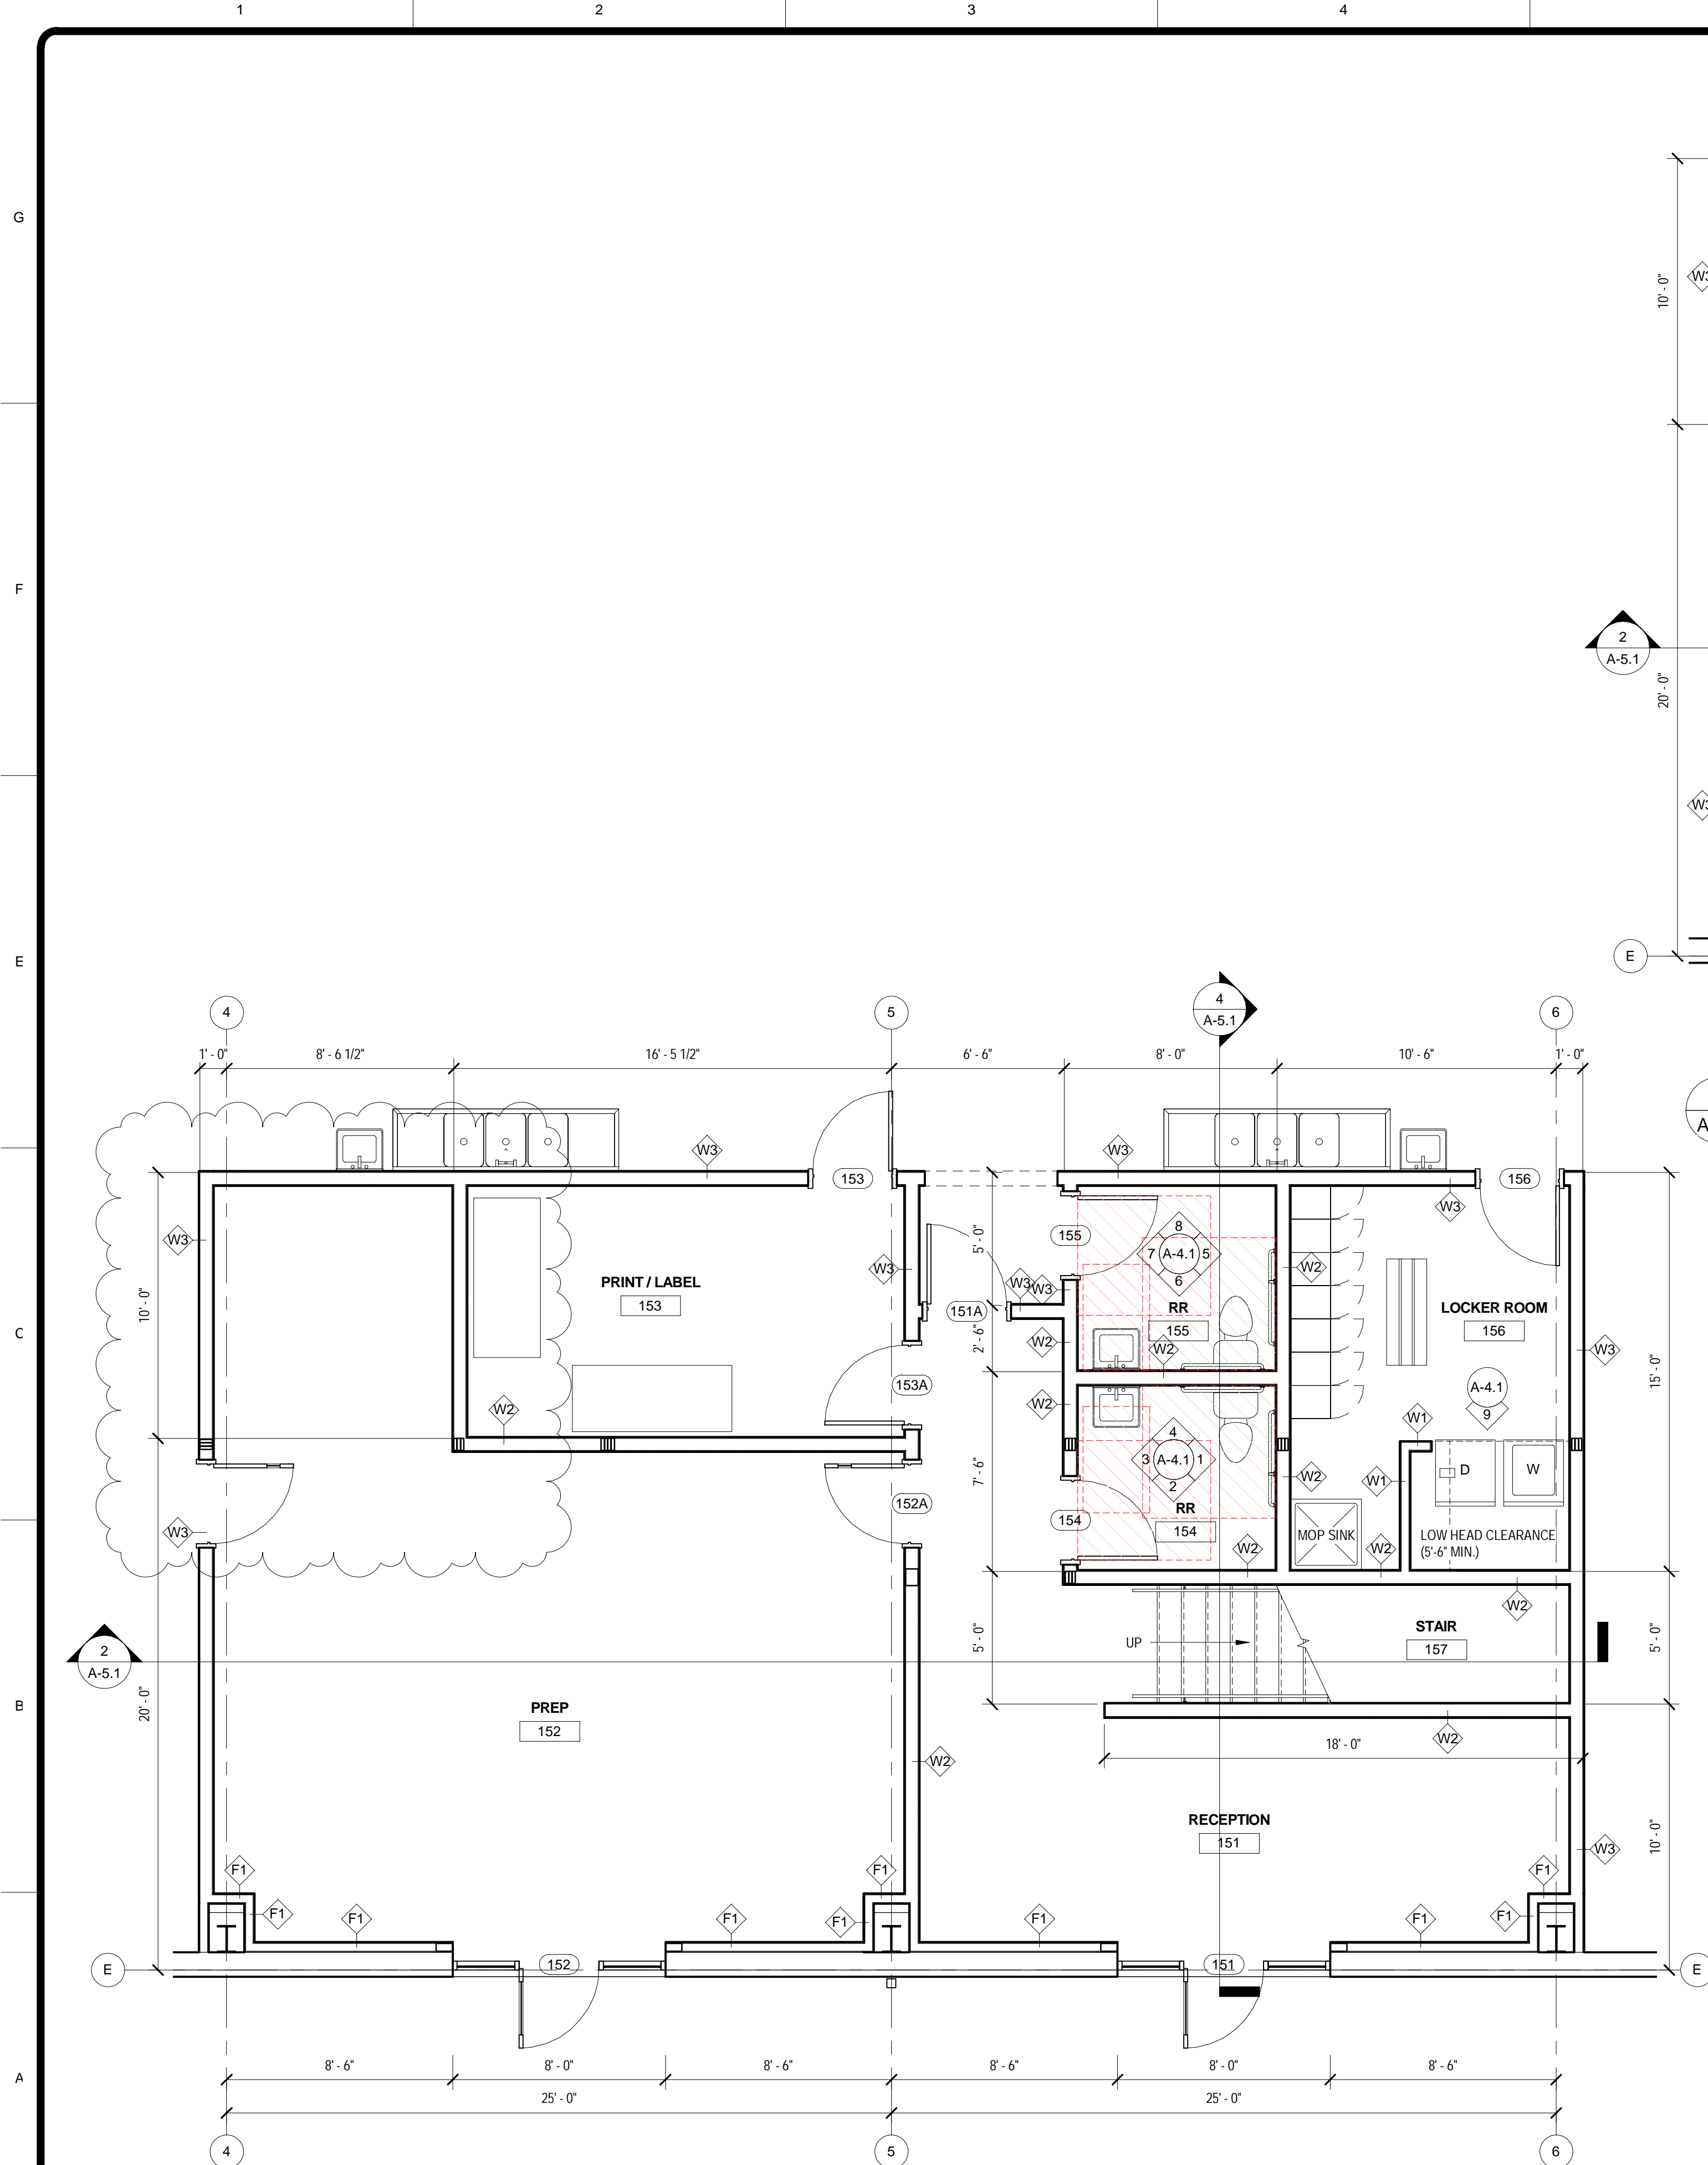 1 2 3 4
G
10' - 0"
W3
F
2
A-5.1
20' - 0"
W3
E
E
4 5 4 6
A-5.1
1' - 0" 8' - 6 1/2" 16' - 5 1/2" 6' - 6" 8' - 0" 10' - 6" 1' - 0"
A
W3 W3
153 156
W3
155 8
W3 5' - 0" 7 A-4.1 5
W3 W2
6
PRINT / LABEL
153
10' - 0"
W3 W3
151A
RR
155
LOCKER ROOM
156
C
2' - 6" W2 W2 W3
153A
15' - 0"
A-4.1
9
W2 W2 W1
4
3 A-4.1 1
2
7' - 6" W2 W1 D W
152A
RR
154 154
W3
MOP SINK
LOW HEAD CLEARANCE
(5'-6" MIN.)
W2 W2
W2
5' - 0" UP
STAIR
157
5' - 0"
2
A-5.1
20' - 0"
B
PREP
152
W2
W2
18' - 0"
RECEPTION
151
10' - 0"
W3
F1 F1 F1
F1 F1 F1 F1 F1 F1 F1
E 152 151 E
A
8' - 6" 8' - 0" 8' - 6" 8' - 6" 8' - 0" 8' - 6"
25' - 0" 25' - 0"
4 5 6